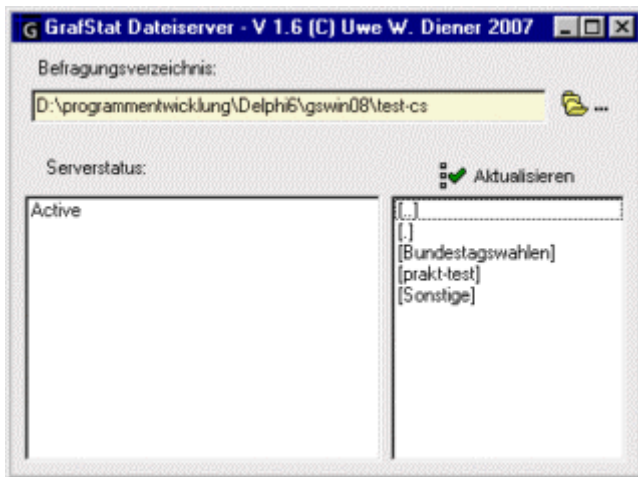 G GrafStat Dateiserver - V 1.6 (C) Uwe W. Diener 2007
Befragungsverzeichnis:
D:\programmentwicklung\Delphi6\gswin08\test-cs
...
Serverstatus:
Aktualisieren
Active
[..]
[.]
[Bundestagswahlen]
[prakt-test]
[Sonstige]